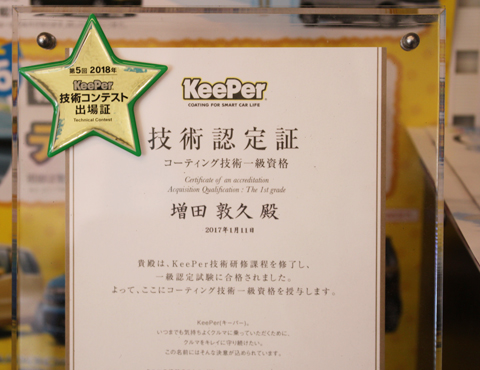 第5回 2018年
KeePer
技術コンテスト
出場証
Technical Contest
KeePer
COATING FOR SMART CAR LIFE
技術認定証
コーティング技術一級資格
Certificate of an accreditation
Acquisition Qualification : The 1st grade
増田 敦久 殿
2017年1月11日
貴殿は、KeePer技術研修課程を修了し、
一級認定試験に合格されました。
よって、ここにコーティング技術一級資格を授与します。
KeePer(キーパー)。
いつまでも気持ちよくクルマに乗っていただくために、
クルマをキレイに守り続けたい。
この名前にはそんな決意が込められています。